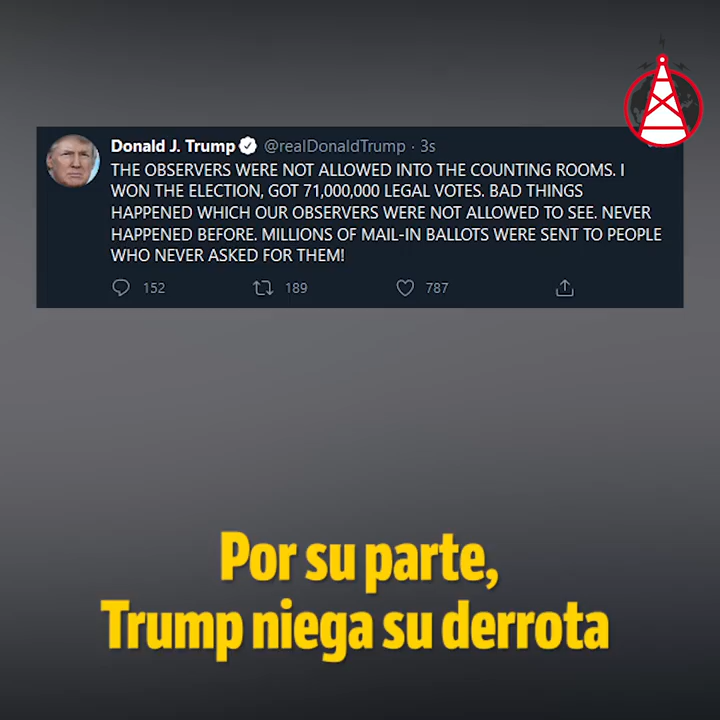 Donald J. Trump @realDonaldTrump · 3s
THE OBSERVERS WERE NOT ALLOWED INTO THE COUNTING ROOMS. I
WON THE ELECTION, GOT 71,000,000 LEGAL VOTES. BAD THINGS
HAPPENED WHICH OUR OBSERVERS WERE NOT ALLOWED TO SEE. NEVER
HAPPENED BEFORE. MILLIONS OF MAIL-IN BALLOTS WERE SENT TO PEOPLE
WHO NEVER ASKED FOR THEM!
152 189 787
Por su parte,
Trump niega su derrota